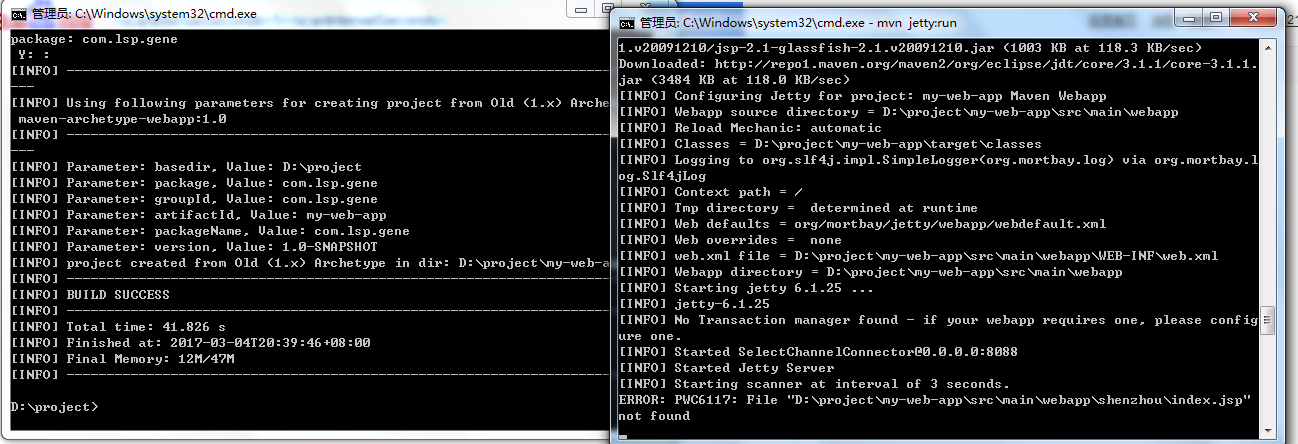 管理员: C:\Windows\system32\cmd.exe
package: com.lsp.gene
 Y: :
[INFO] ---------------------------------------------------------------------
---
[INFO] Using following parameters for creating project from Old (1.x) Arche
 maven-archetype-webapp:1.0
[INFO] ---------------------------------------------------------------------
---
[INFO] Parameter: basedir, Value: D:\project
[INFO] Parameter: package, Value: com.lsp.gene
[INFO] Parameter: groupId, Value: com.lsp.gene
[INFO] Parameter: artifactId, Value: my-web-app
[INFO] Parameter: packageName, Value: com.lsp.gene
[INFO] Parameter: version, Value: 1.0-SNAPSHOT
[INFO] project created from Old (1.x) Archetype in dir: D:\project\my-web-a
[INFO] ---------------------------------------------------------------------
[INFO] BUILD SUCCESS
[INFO] ---------------------------------------------------------------------
[INFO] Total time: 41.826 s
[INFO] Finished at: 2017-03-04T20:39:46+08:00
[INFO] Final Memory: 12M/47M
[INFO] ---------------------------------------------------------------------
D:\project>
管理员: C:\Windows\system32\cmd.exe - mvn  jetty:run
1.v20091210/jsp-2.1-glassfish-2.1.v20091210.jar (1003 KB at 118.3 KB/sec)
Downloaded: http://repo1.maven.org/maven2/org/eclipse/jdt/core/3.1.1/core-3.1.1.
jar (3484 KB at 118.0 KB/sec)
[INFO] Configuring Jetty for project: my-web-app Maven Webapp
[INFO] Webapp source directory = D:\project\my-web-app\src\main\webapp
[INFO] Reload Mechanic: automatic
[INFO] Classes = D:\project\my-web-app\target\classes
[INFO] Logging to org.slf4j.impl.SimpleLogger(org.mortbay.log) via org.mortbay.l
og.Slf4jLog
[INFO] Context path = /
[INFO] Tmp directory =  determined at runtime
[INFO] Web defaults = org/mortbay/jetty/webapp/webdefault.xml
[INFO] Web overrides =  none
[INFO] web.xml file = D:\project\my-web-app\src\main\webapp\WEB-INF\web.xml
[INFO] Webapp directory = D:\project\my-web-app\src\main\webapp
[INFO] Starting jetty 6.1.25 ...
[INFO] jetty-6.1.25
[INFO] No Transaction manager found - if your webapp requires one, please config
ure one.
[INFO] Started SelectChannelConnector@0.0.0.0:8088
[INFO] Started Jetty Server
[INFO] Starting scanner at interval of 3 seconds.
ERROR: PWC6117: File "D:\project\my-web-app\src\main\webapp\shenzhou\index.jsp"
not found